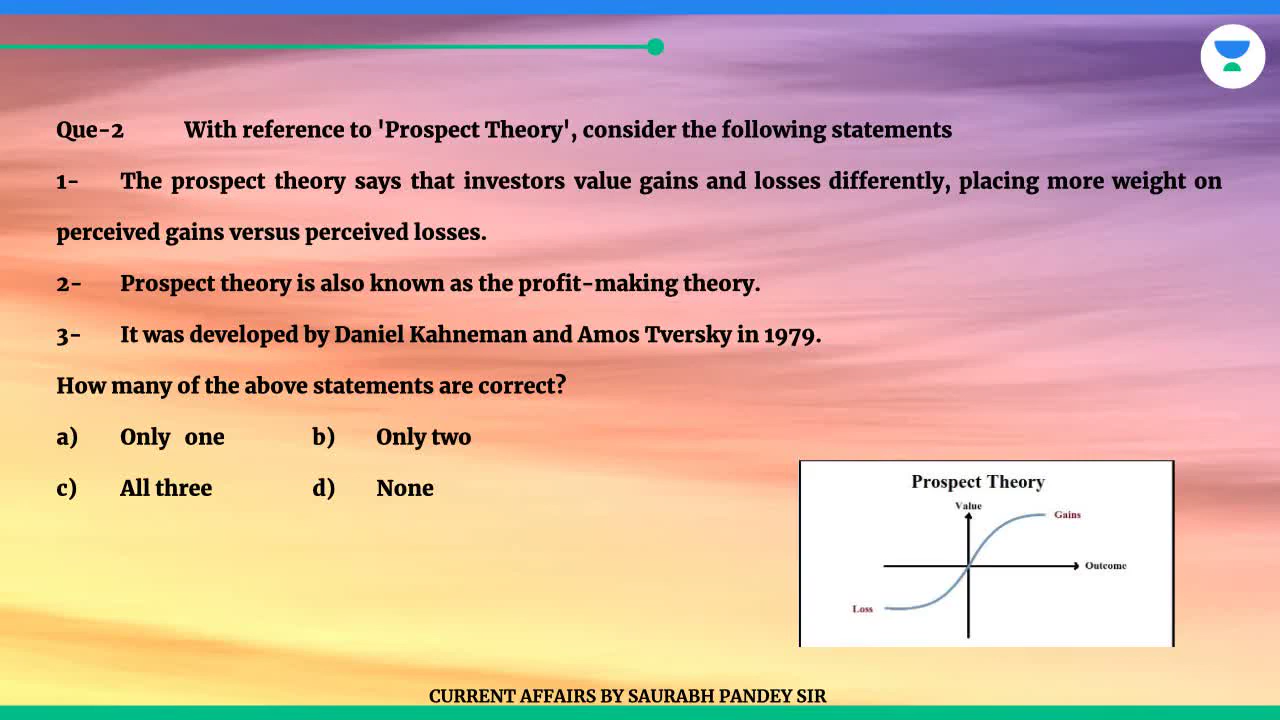 Que-2 With reference to 'Prospect Theory', consider the following statements
1- The prospect theory says that investors value gains and losses differently, placing more weight on
perceived gains versus perceived losses.
2- Prospect theory is also known as the profit-making theory.
3- It was developed by Daniel Kahneman and Amos Tversky in 1979.
How many of the above statements are correct?
a) Only one b) Only two
c) All three d) None
Prospect Theory
Value
Gains
Outcome
Loss
CURRENT AFFAIRS BY SAURABH PANDEY SIR